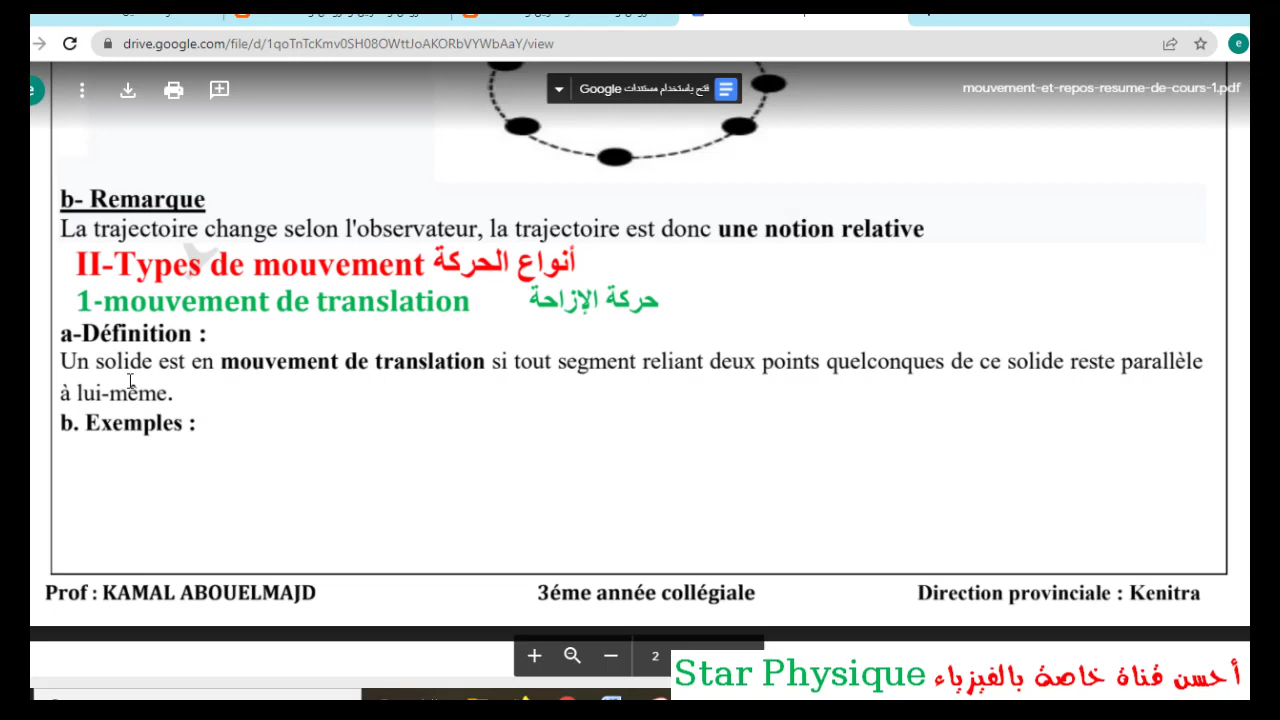 drive.google.com/file/d/1qoTnTcKmv0SH08OWttJoAKORbVYWbAaY/view
e
e
فتح باستخدام مستندات Google
mouvement-et-repos-resume-de-cours-1.pdf
b- Remarque
La trajectoire change selon l'observateur, la trajectoire est donc une notion relative
II-Types de mouvement أنواع الحركة
1-mouvement de translation حركة الإزاحة
a-Définition :
Un solide est en mouvement de translation si tout segment reliant deux points quelconques de ce solide reste parallèle
à lui-même.
b. Exemples :
Prof : KAMAL ABOUELMAJD 3éme année collégiale Direction provinciale : Kenitra
2
Star Physique أحسن قناة خاصة بالفيزياء